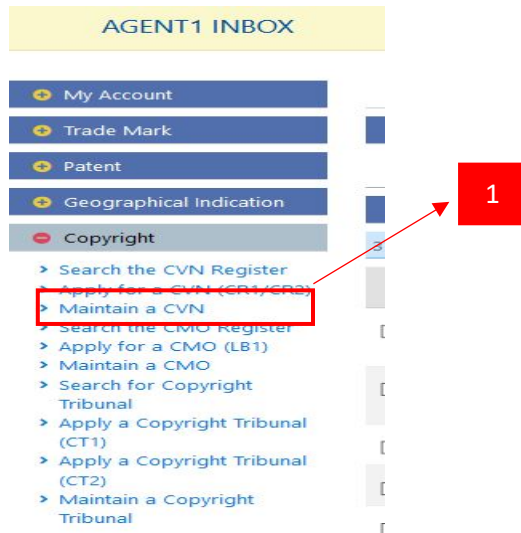 AGENT1 INBOX
My Account
Trade Mark
Patent
Geographical Indication
Copyright
Search the CVN Register
Apply for a CVN (CR1/CR2)
Maintain a CVN
Search the CMO Register
Apply for a CMO (LB1)
Maintain a CMO
Search for Copyright
Tribunal
Apply a Copyright Tribunal
(CT1)
Apply a Copyright Tribunal
(CT2)
Maintain a Copyright
Tribunal
1
3